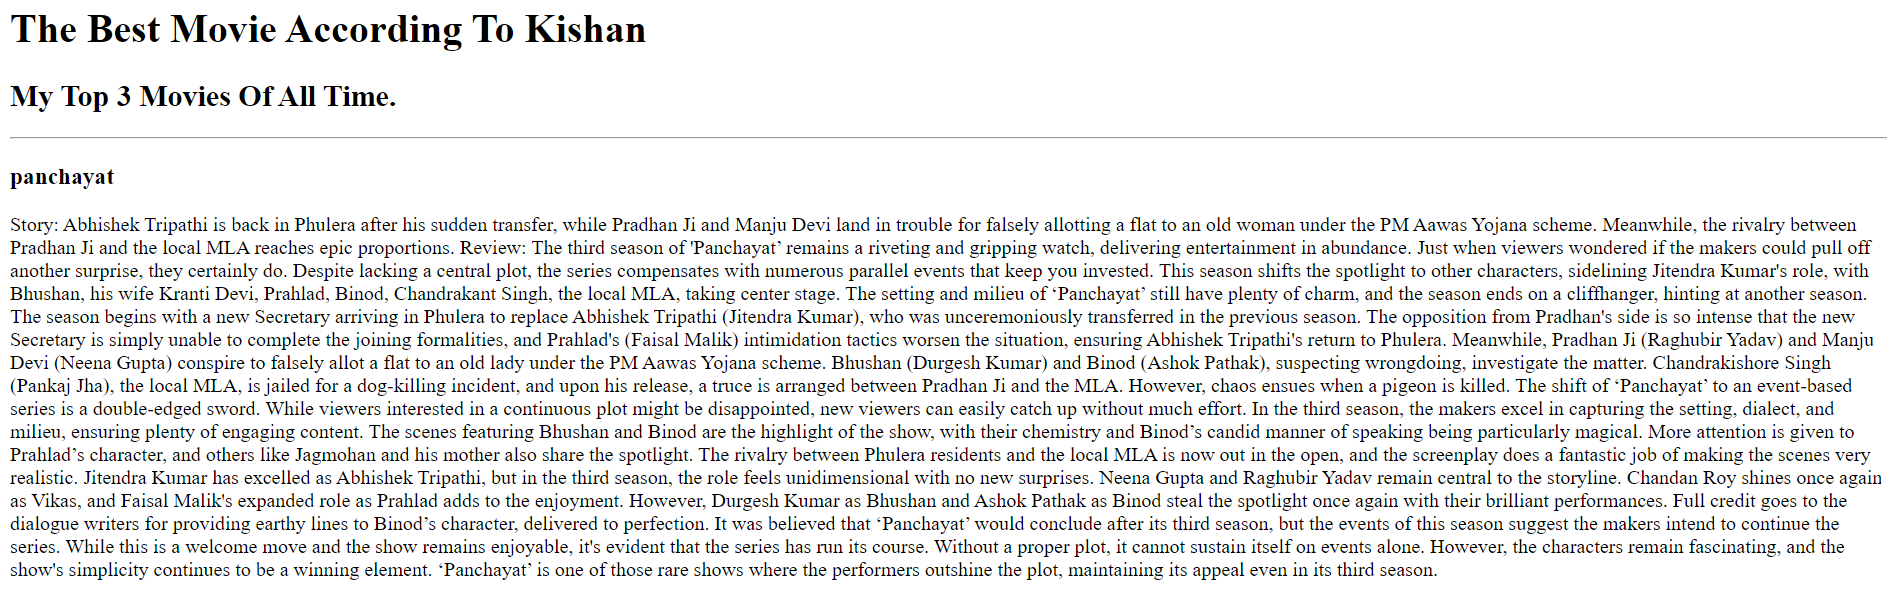 The Best Movie According To Kishan
My Top 3 Movies Of All Time.
panchayat
Story: Abhishek Tripathi is back in Phulera after his sudden transfer, while Pradhan Ji and Manju Devi land in trouble for falsely allotting a flat to an old woman under the PM Aawas Yojana scheme. Meanwhile, the rivalry between
Pradhan Ji and the local MLA reaches epic proportions. Review: The third season of 'Panchayat’ remains a riveting and gripping watch, delivering entertainment in abundance. Just when viewers wondered if the makers could pull off
another surprise, they certainly do. Despite lacking a central plot, the series compensates with numerous parallel events that keep you invested. This season shifts the spotlight to other characters, sidelining Jitendra Kumar's role, with
Bhushan, his wife Kranti Devi, Prahlad, Binod, Chandrakant Singh, the local MLA, taking center stage. The setting and milieu of ‘Panchayat’ still have plenty of charm, and the season ends on a cliffhanger, hinting at another season.
The season begins with a new Secretary arriving in Phulera to replace Abhishek Tripathi (Jitendra Kumar), who was unceremoniously transferred in the previous season. The opposition from Pradhan's side is so intense that the new
Secretary is simply unable to complete the joining formalities, and Prahlad's (Faisal Malik) intimidation tactics worsen the situation, ensuring Abhishek Tripathi's return to Phulera. Meanwhile, Pradhan Ji (Raghubir Yadav) and Manju
Devi (Neena Gupta) conspire to falsely allot a flat to an old lady under the PM Aawas Yojana scheme. Bhushan (Durgesh Kumar) and Binod (Ashok Pathak), suspecting wrongdoing, investigate the matter. Chandrakishore Singh
(Pankaj Jha), the local MLA, is jailed for a dog-killing incident, and upon his release, a truce is arranged between Pradhan Ji and the MLA. However, chaos ensues when a pigeon is killed. The shift of ‘Panchayat’ to an event-based
series is a double-edged sword. While viewers interested in a continuous plot might be disappointed, new viewers can easily catch up without much effort. In the third season, the makers excel in capturing the setting, dialect, and
milieu, ensuring plenty of engaging content. The scenes featuring Bhushan and Binod are the highlight of the show, with their chemistry and Binod’s candid manner of speaking being particularly magical. More attention is given to
Prahlad’s character, and others like Jagmohan and his mother also share the spotlight. The rivalry between Phulera residents and the local MLA is now out in the open, and the screenplay does a fantastic job of making the scenes very
realistic. Jitendra Kumar has excelled as Abhishek Tripathi, but in the third season, the role feels unidimensional with no new surprises. Neena Gupta and Raghubir Yadav remain central to the storyline. Chandan Roy shines once again
as Vikas, and Faisal Malik's expanded role as Prahlad adds to the enjoyment. However, Durgesh Kumar as Bhushan and Ashok Pathak as Binod steal the spotlight once again with their brilliant performances. Full credit goes to the
dialogue writers for providing earthy lines to Binod’s character, delivered to perfection. It was believed that ‘Panchayat’ would conclude after its third season, but the events of this season suggest the makers intend to continue the
series. While this is a welcome move and the show remains enjoyable, it's evident that the series has run its course. Without a proper plot, it cannot sustain itself on events alone. However, the characters remain fascinating, and the
show's simplicity continues to be a winning element. ‘Panchayat’ is one of those rare shows where the performers outshine the plot, maintaining its appeal even in its third season.